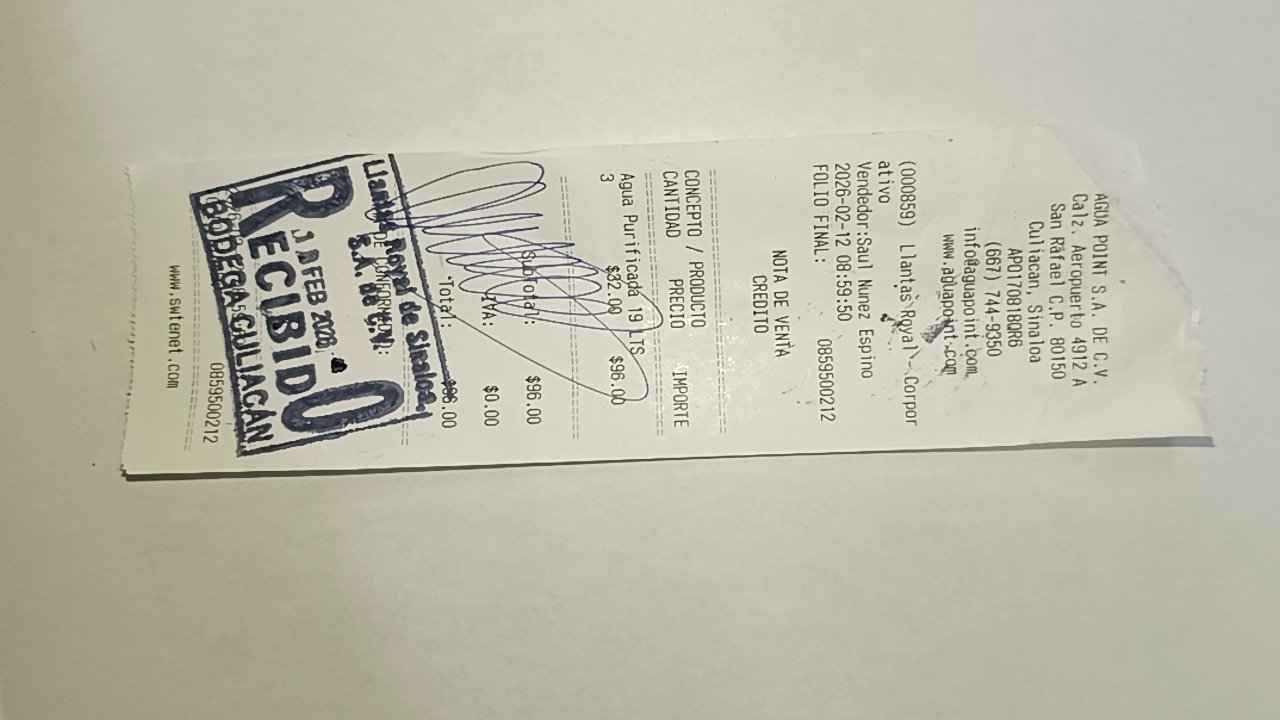 AGUA POINT S.A. DE C.V.
Calz. Aeropuerto 4912 A
San Rafael C.P. 80150
Culiacan, Sinaloa
APO170818QR6
(667) 744-9350
info@aguapoint.com
www.aguapoint.com
(000859) Llantas Royal - Corpor
ativo
Vendedor:Saul Nunez Espino
2026-02-12 08:59:50
FOLIO FINAL: 0859500212
NOTA DE VENTA
CREDITO
CONCEPTO / PRODUCTO
CANTIDAD PRECIO IMPORTE
Agua Purificada 19 LTS
3 $32.00 $96.00
SubTotal: $96.00
IVA: $0.00
Total: $96.00
Llantas Royal de Sinaloa,
S.A. de C.V.
RECIBIDO
FEB 2026
BODEGA CULIACÁN
0859500212
www.swtenet.com